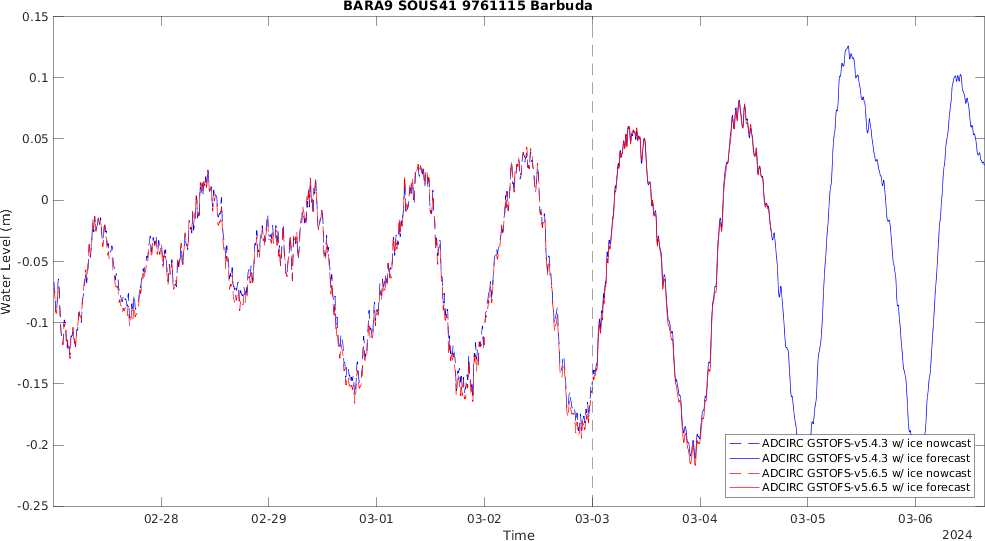 BARA9 SOUS41 9761115 Barbuda
0.15
0.1
0.05
0
-0.05
-0.1
-0.15
-0.2
-0.25
Water Level (m)
02-28 02-29 03-01 03-02 03-03 03-04 03-05 03-06
Time
2024
ADCIRC GSTOFS-v5.4.3 w/ ice nowcast
ADCIRC GSTOFS-v5.4.3 w/ ice forecast
ADCIRC GSTOFS-v5.6.5 w/ ice nowcast
ADCIRC GSTOFS-v5.6.5 w/ ice forecast